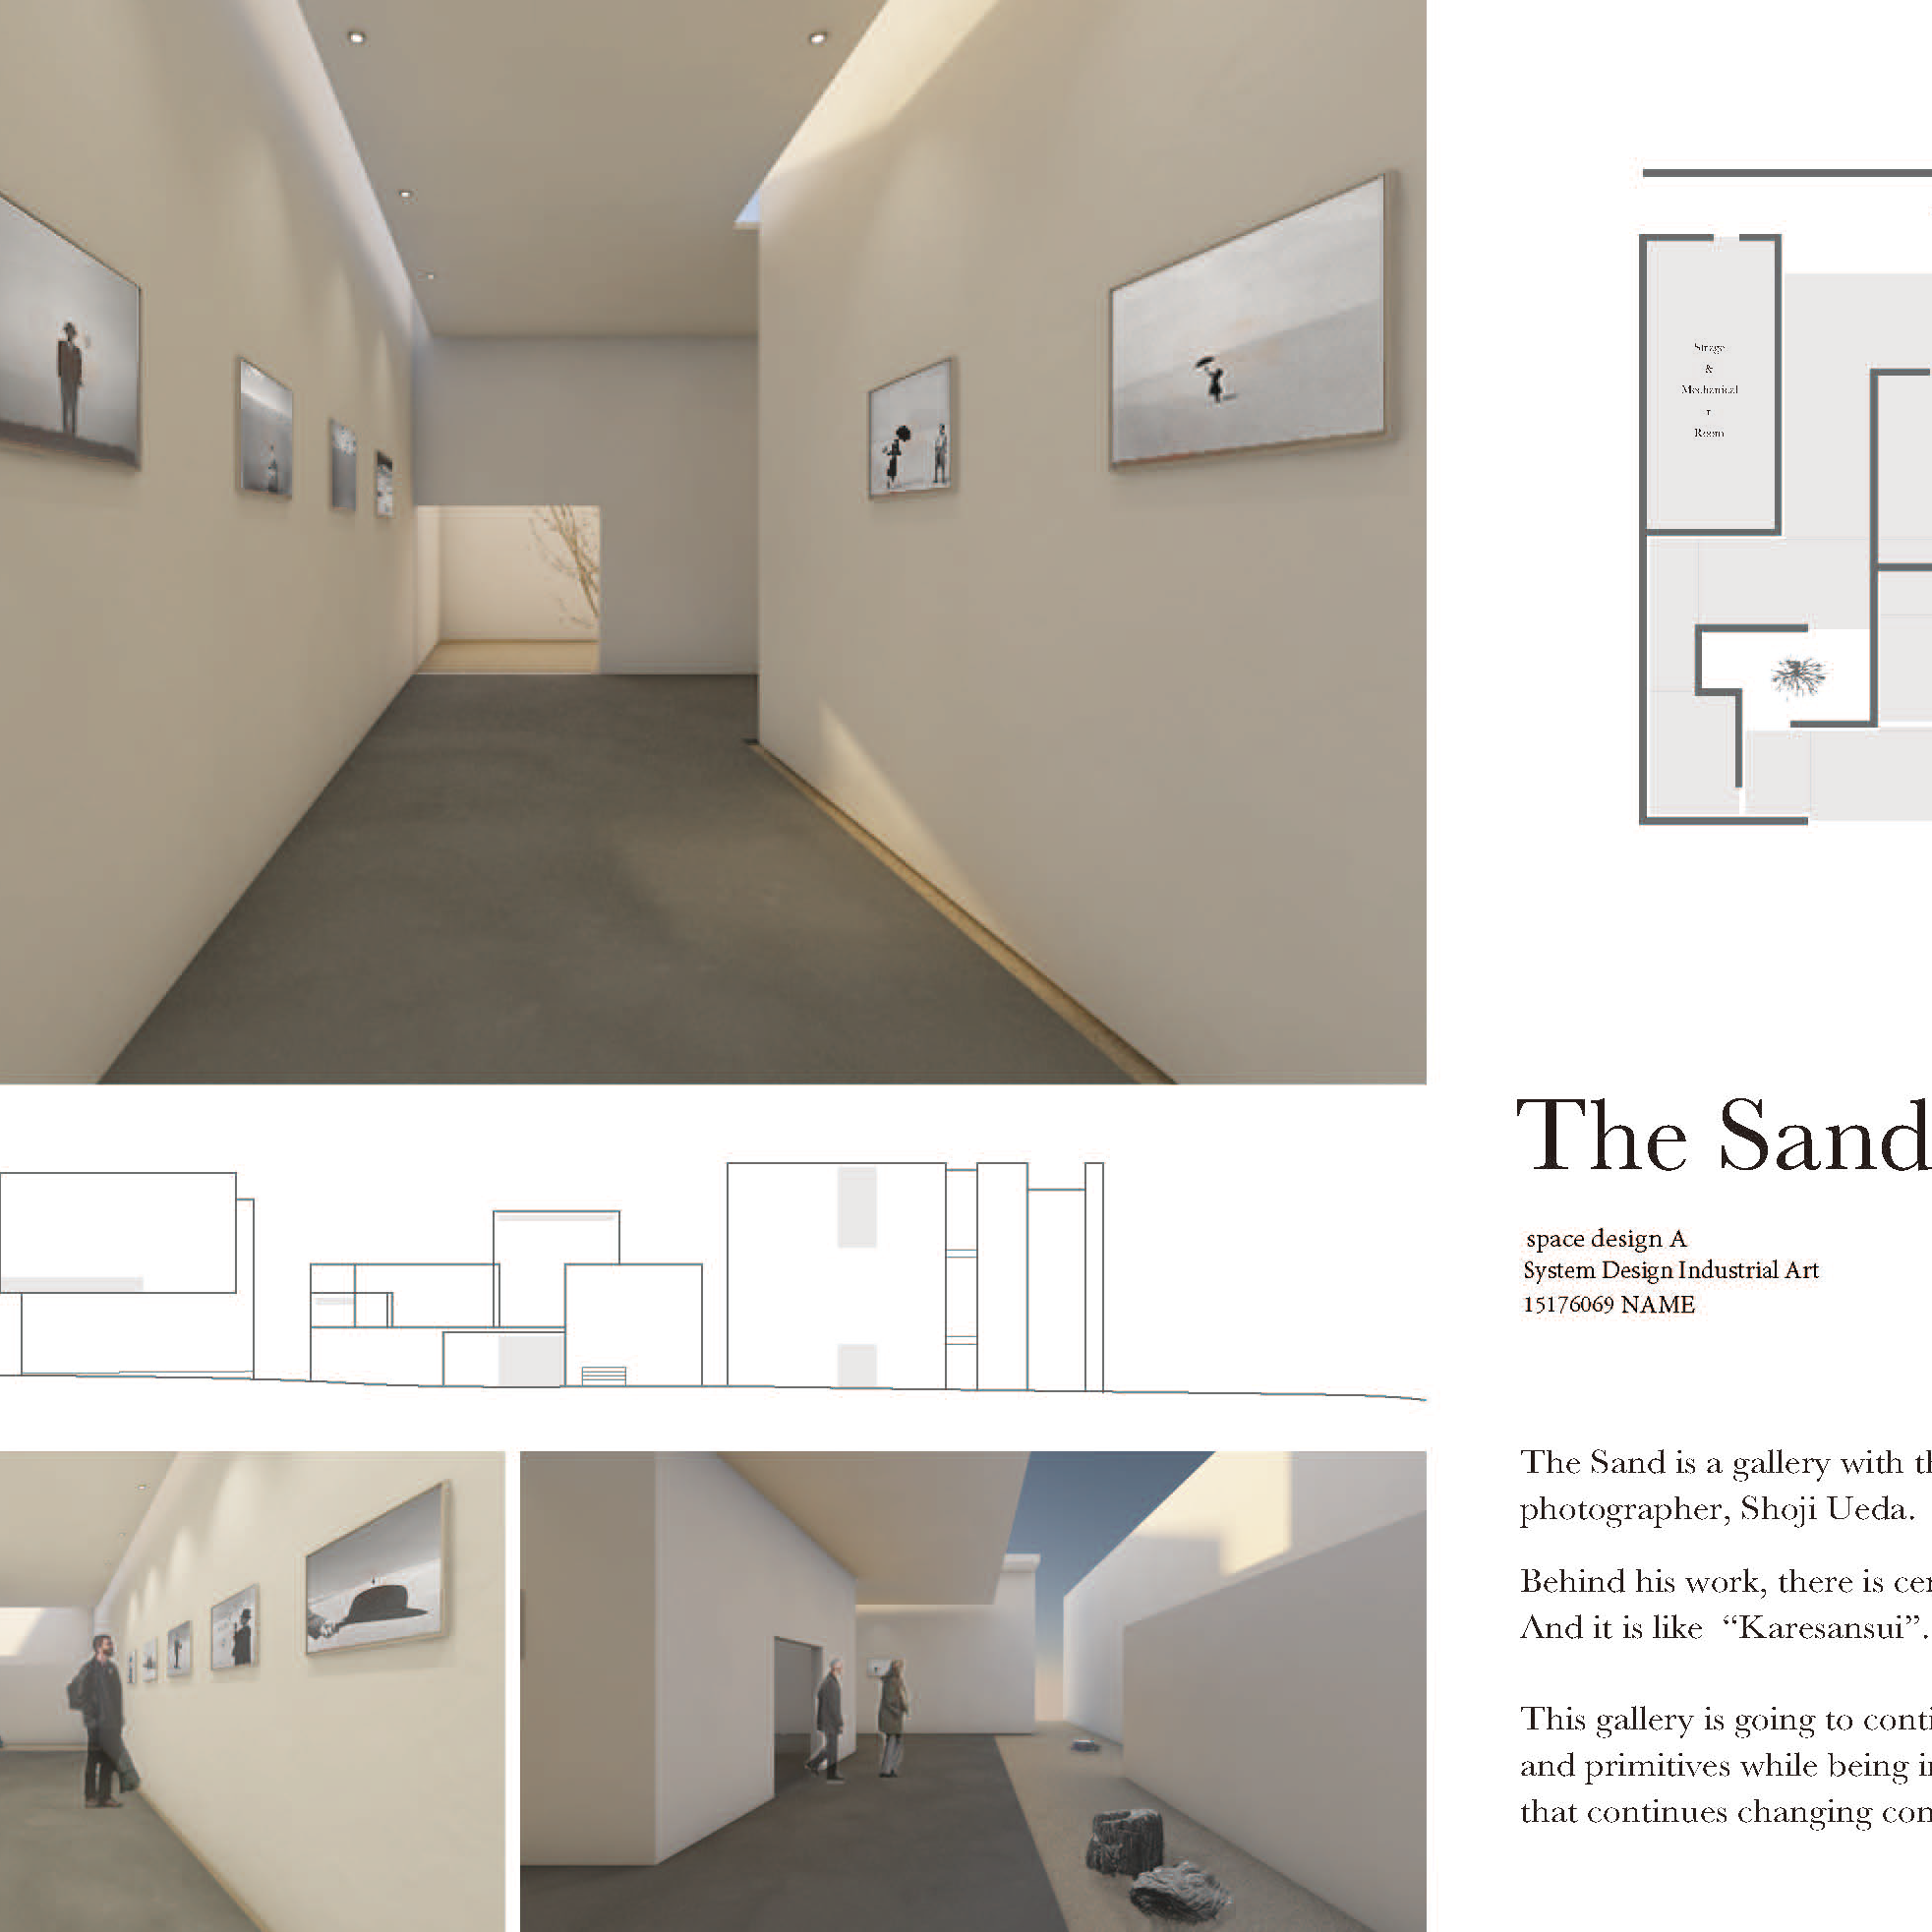 Strage
&
Mechanical
r
Room
The Sand
space design A
System Design Industrial Art
15176069 NAME
The Sand is a gallery with th
photographer, Shoji Ueda.
Behind his work, there is cer
And it is like “Karesansui”.
This gallery is going to conti
and primitives while being in
that continues changing con